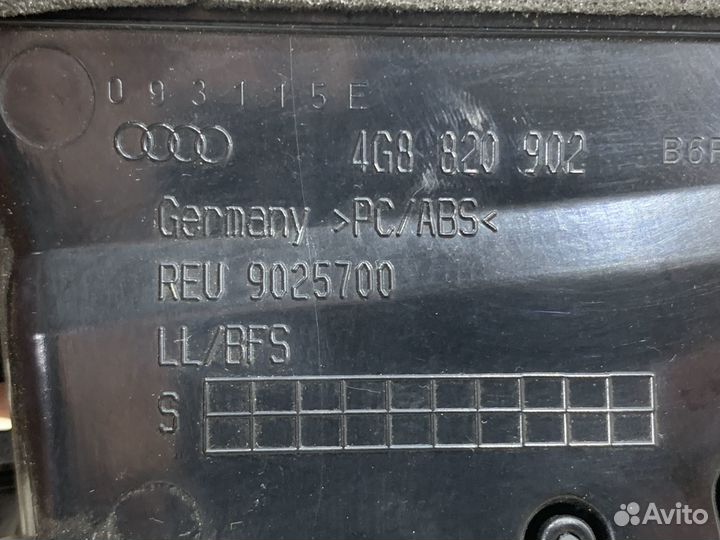 093115E
4G8 820 902
Germany >PC/ABS<
REU 9025700
LL/BFS
S
Avito